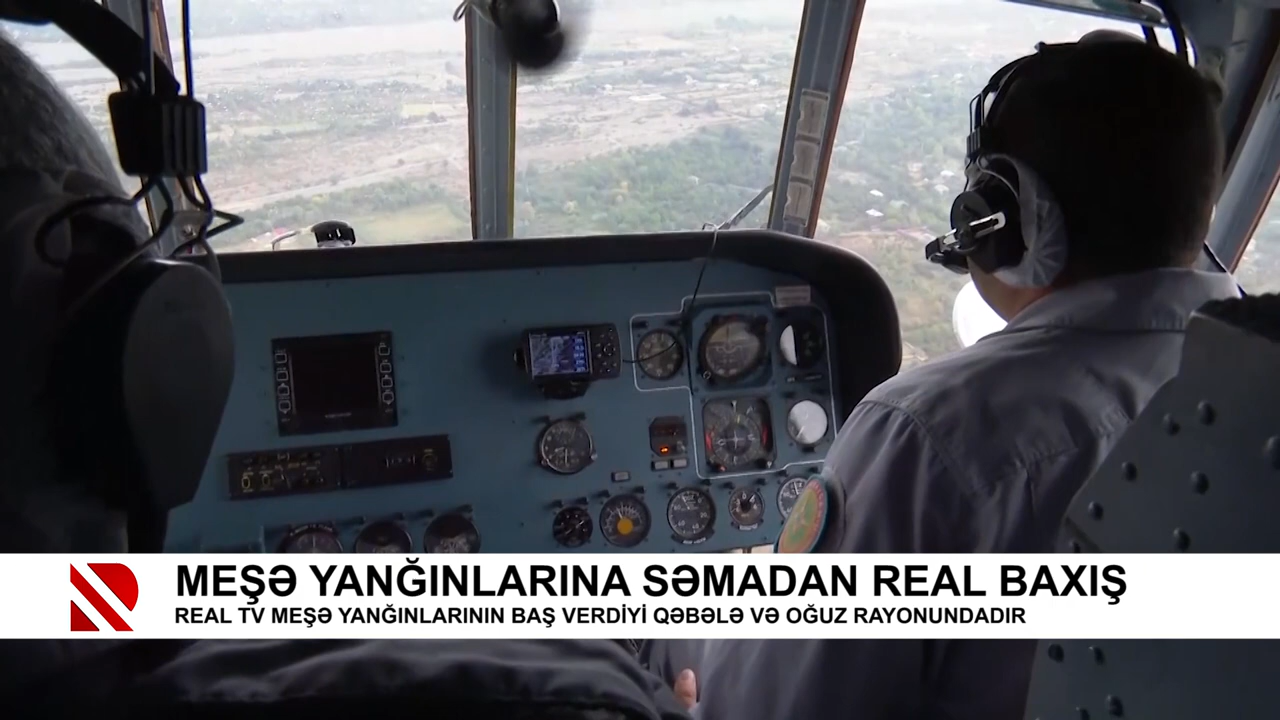 MEŞƏ YANĞINLARINA SƏMADAN REAL BAXIŞ
REAL TV MEŞƏ YANĞINLARININ BAŞ VERDİYİ QƏBƏLƏ VƏ OĞUZ RAYONUNDADIR